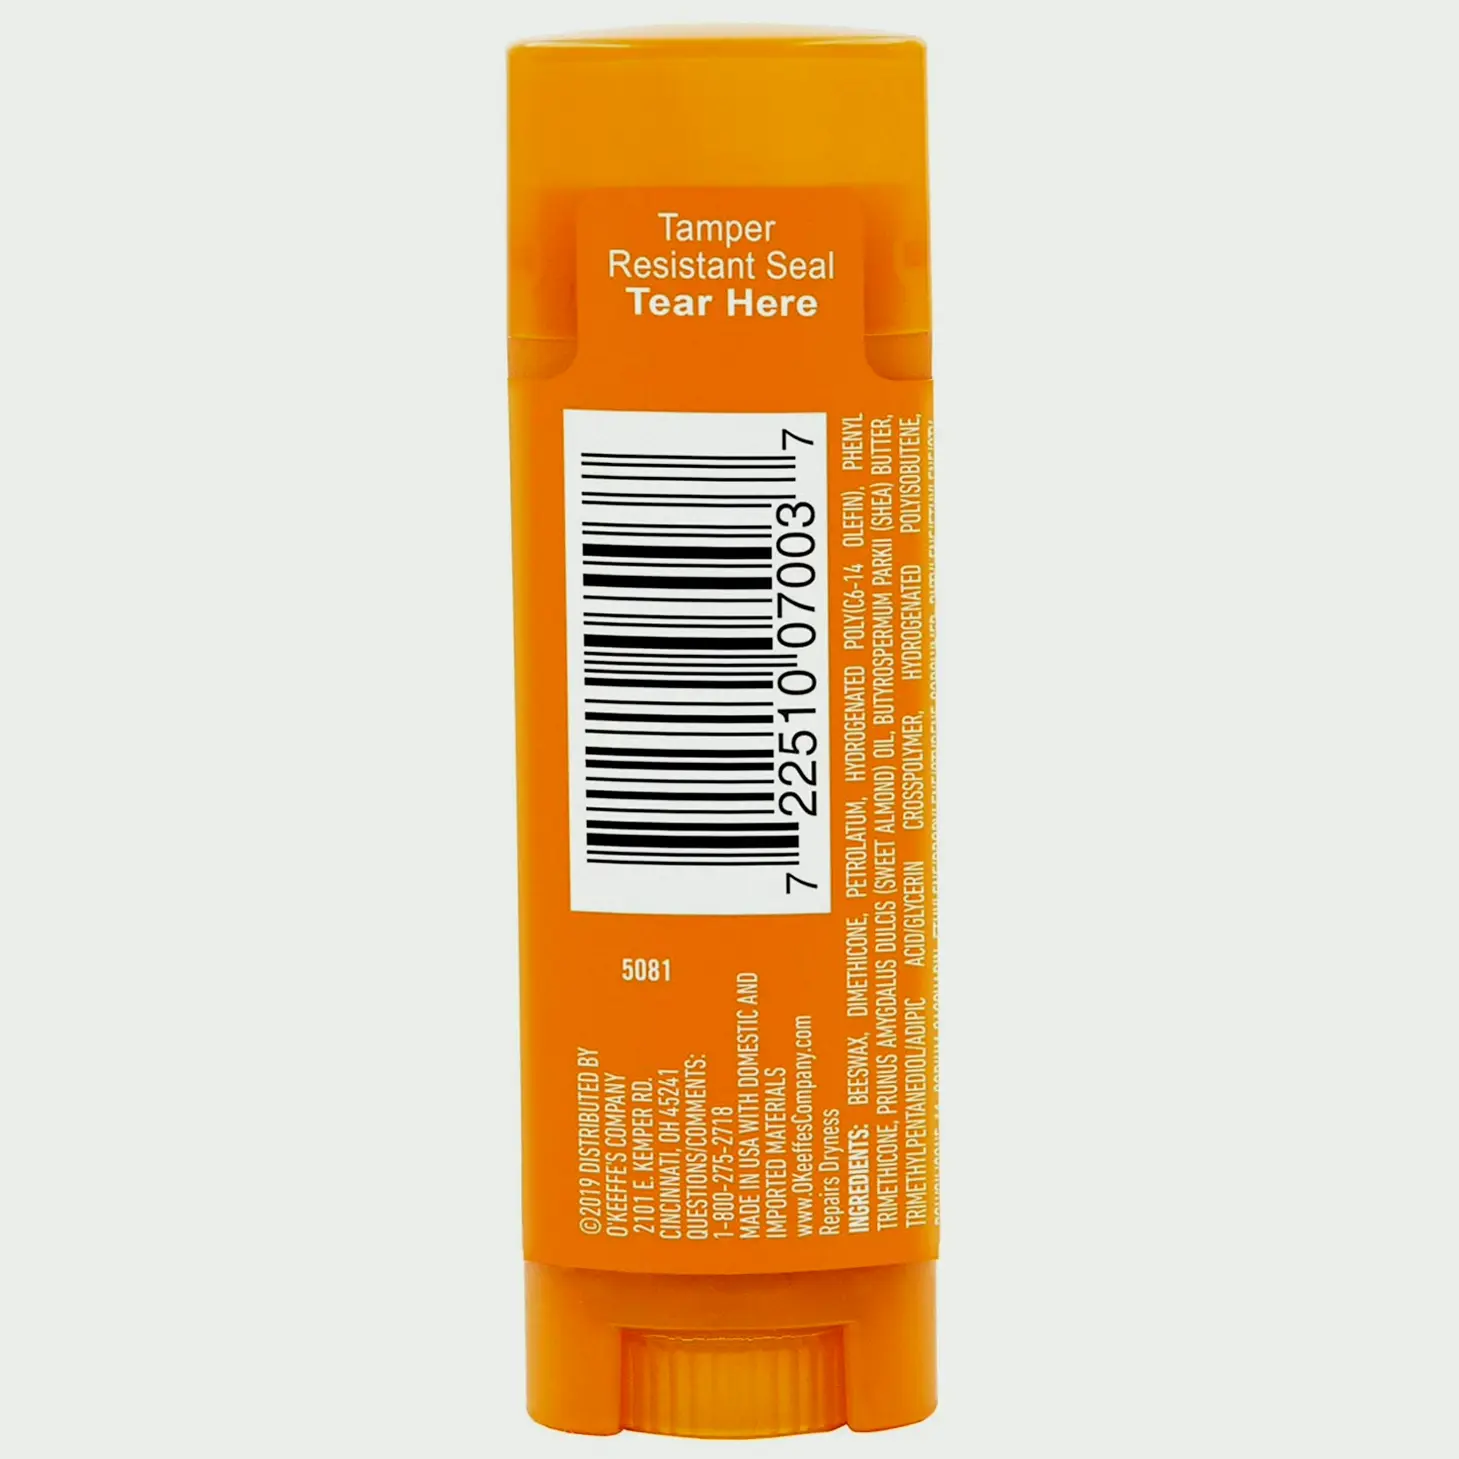 Tamper
Resistant Seal
Tear Here
7 22510 07003 7
5081
©2019 DISTRIBUTED BY
O'KEEFFE'S COMPANY
2101 E. KEMPER RD.
CINCINNATI, OH 45241
QUESTIONS/COMMENTS:
1-800-275-2718
MADE IN USA WITH DOMESTIC AND
IMPORTED MATERIALS
www.OKeeffesCompany.com
Repairs Dryness
INGREDIENTS: BEESWAX, DIMETHICONE, PETROLATUM, HYDROGENATED POLY(C6-14 OLEFIN), PHENYL
TRIMETHICONE, PRUNUS AMYGDALUS DULCIS (SWEET ALMOND) OIL, BUTYROSPERMUM PARKII (SHEA) BUTTER,
TRIMETHYLPENTANEDIOL/ADIPIC ACID/GLYCERIN CROSSPOLYMER, HYDROGENATED POLYISOBUTENE,